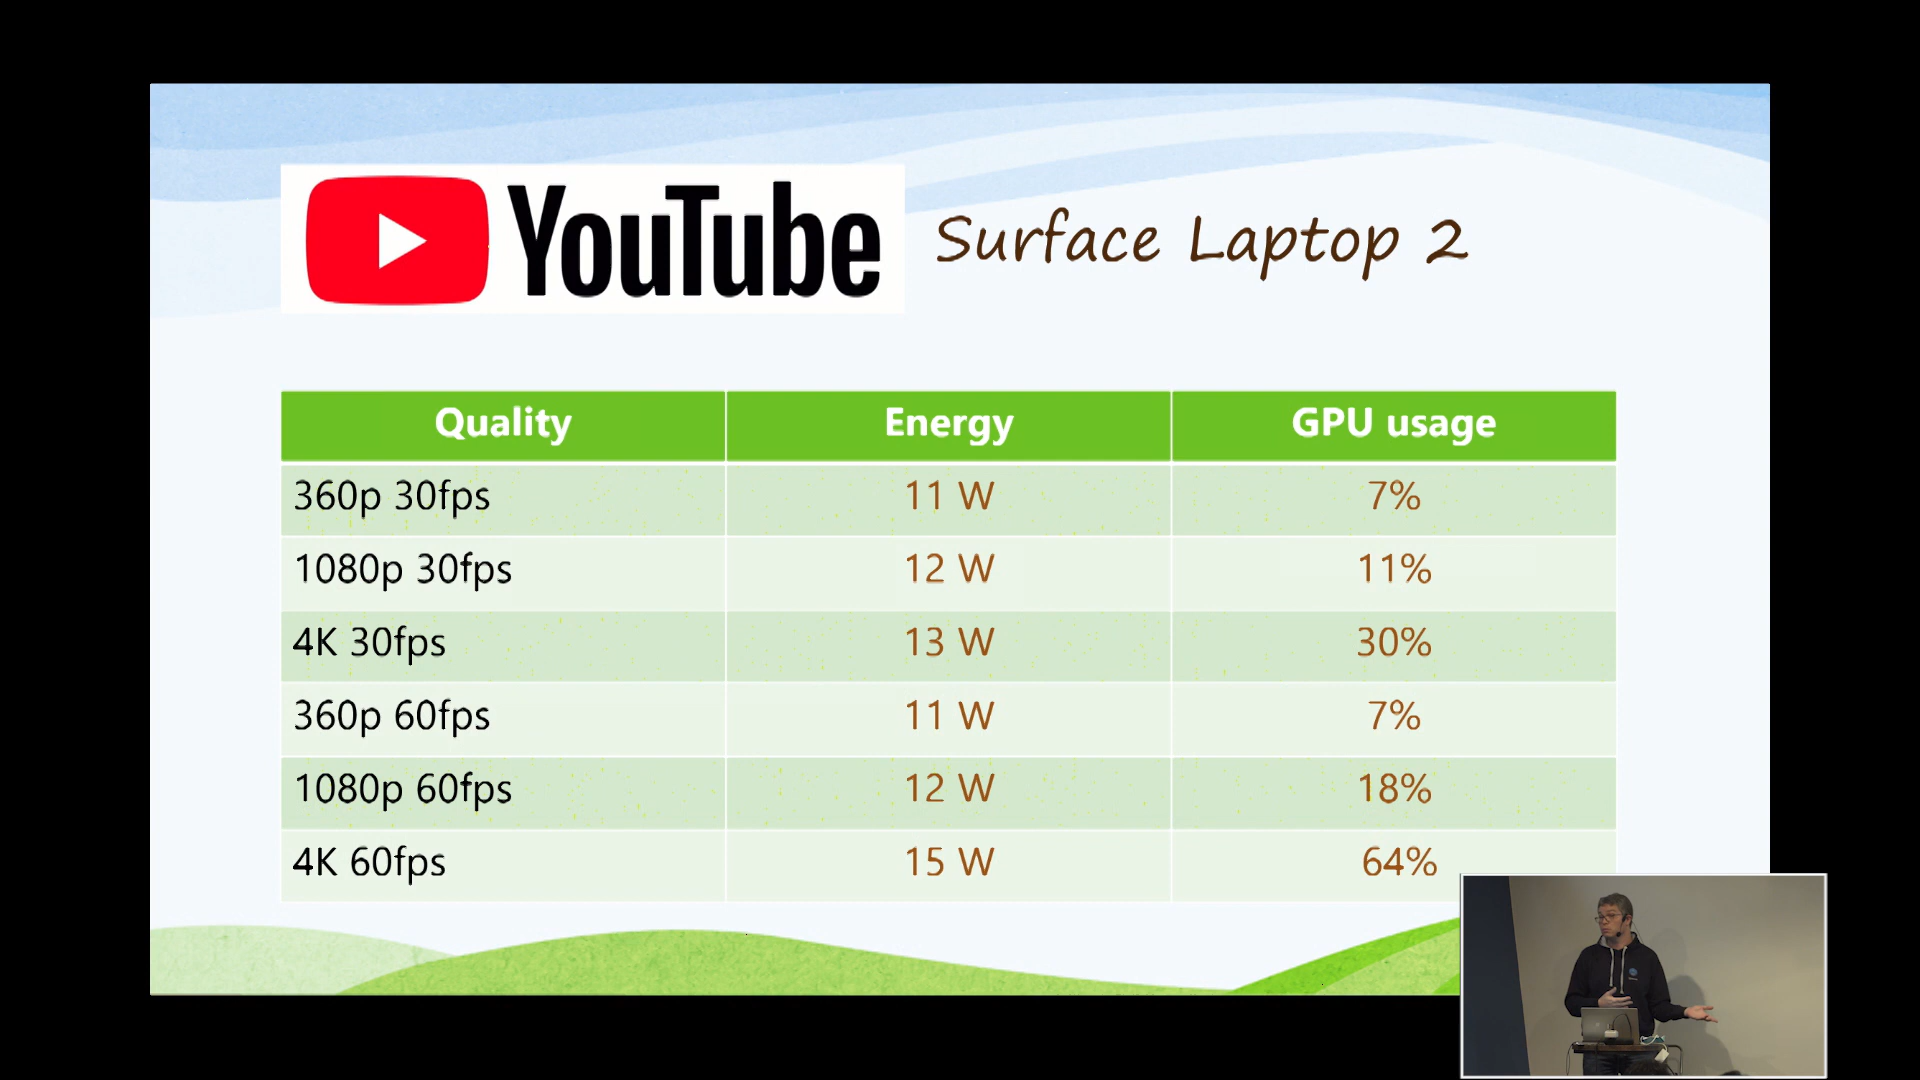 YouTube Surface Laptop 2
Quality Energy GPU usage
360p 30fps 11 W 7%
1080p 30fps 12 W 11%
4K 30fps 13 W 30%
360p 60fps 11 W 7%
1080p 60fps 12 W 18%
4K 60fps 15 W 64%